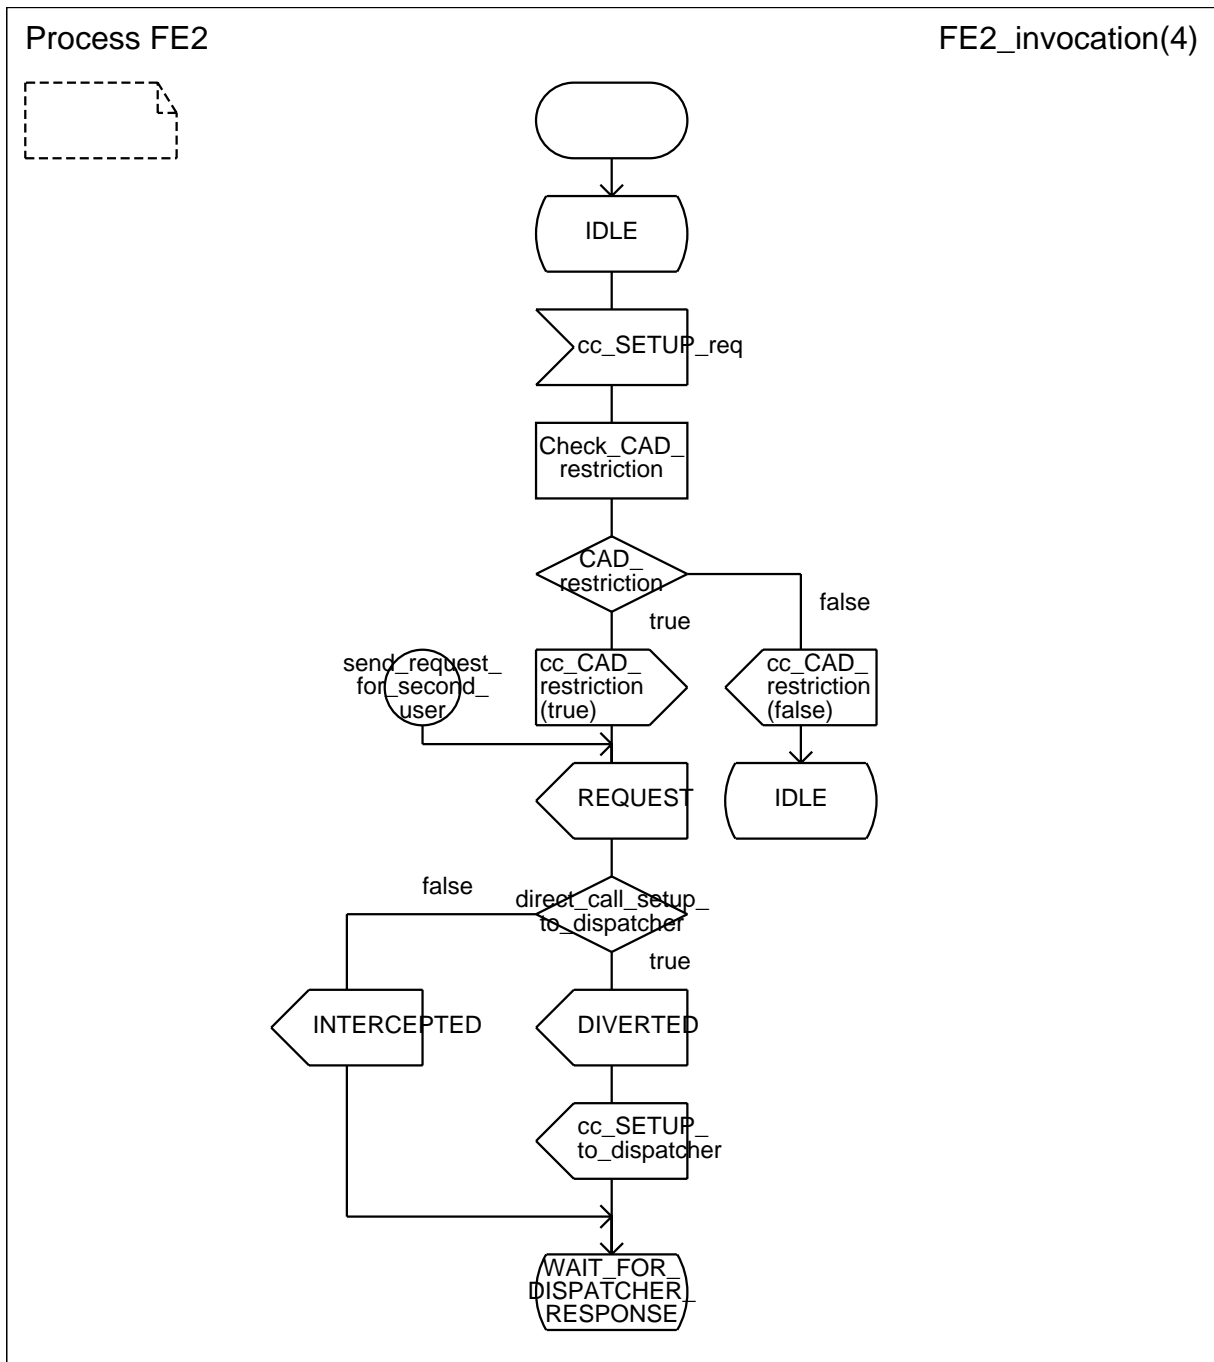 Process FE2
FE2_invocation(4)
IDLE
cc_SETUP_req
Check_CAD_
restriction
CAD_
restriction
false
true
send_request_
for_second_
user
cc_CAD_
restriction
(true)
cc_CAD_
restriction
(false)
REQUEST
IDLE
false
direct_call_setup_
to_dispatcher
true
INTERCEPTED
DIVERTED
cc_SETUP_
to_dispatcher
WAIT_FOR_
DISPATCHER_
RESPONSE